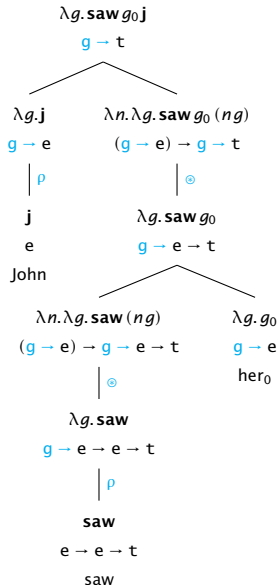 λg. saw g₀ j
g → t
λg. j λn. λg. saw g₀ (n g)
g → e (g → e) → g → t
ρ ⊛
j λg. saw g₀
e g → e → t
John
λn. λg. saw (n g) λg. g₀
(g → e) → g → e → t g → e
her₀
⊛
λg. saw
g → e → e → t
ρ
saw
e → e → t
saw